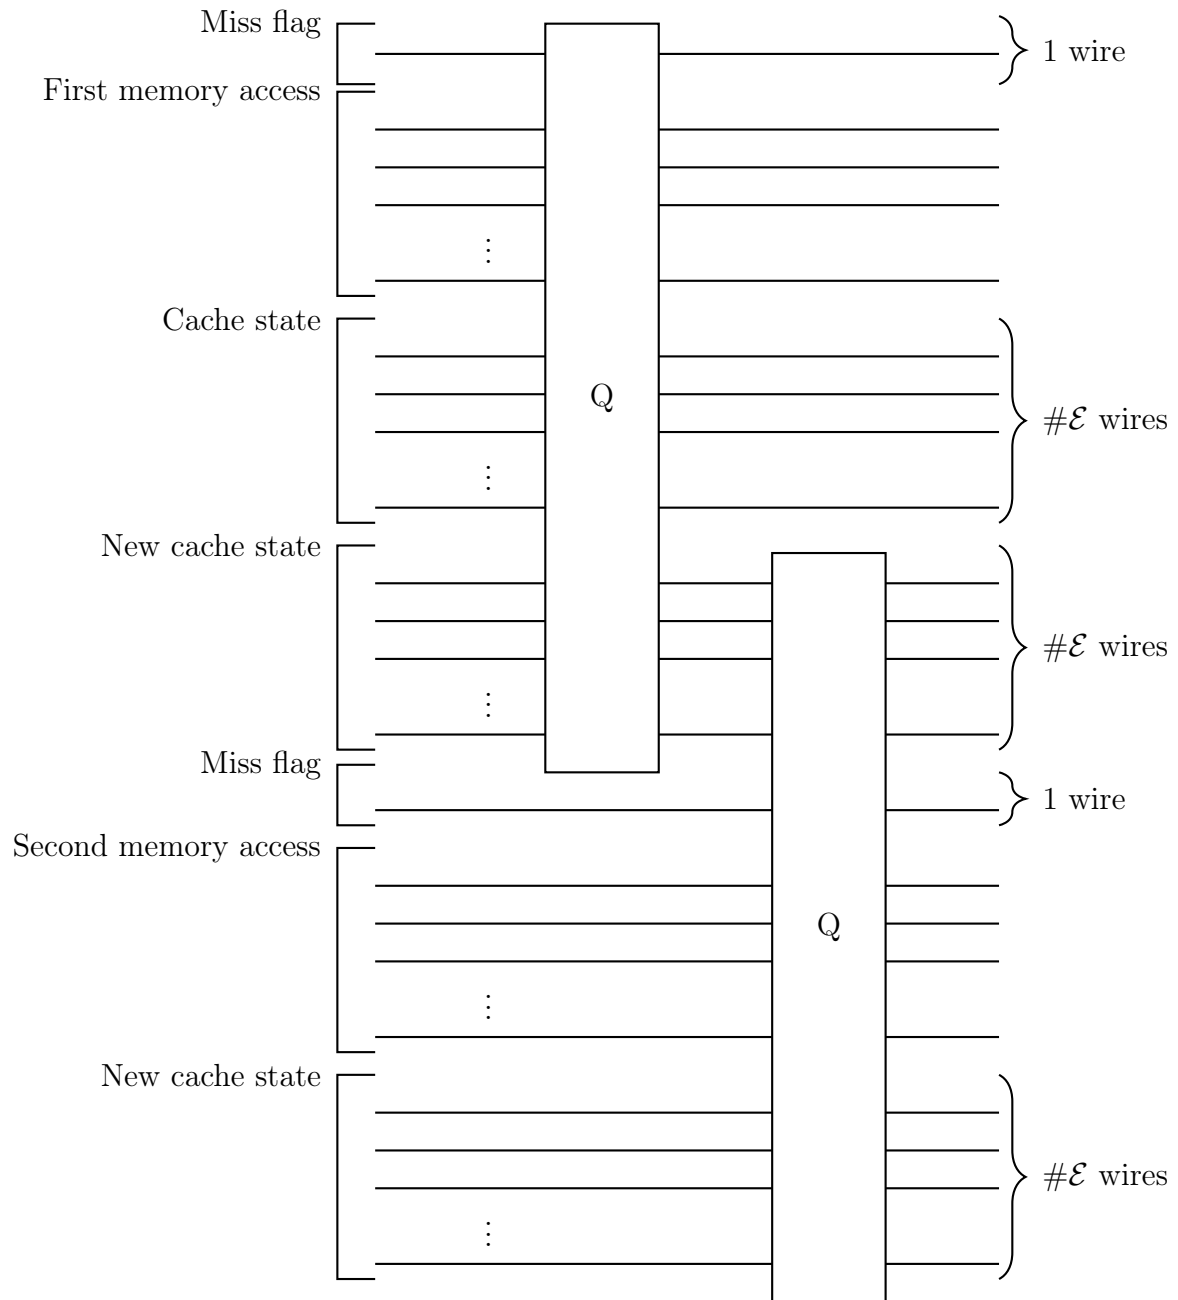 Miss flag
1 wire
First memory access
⋮
Cache state
Q
#ℰ wires
⋮
New cache state
#ℰ wires
⋮
Miss flag
1 wire
Second memory access
Q
⋮
New cache state
#ℰ wires
⋮